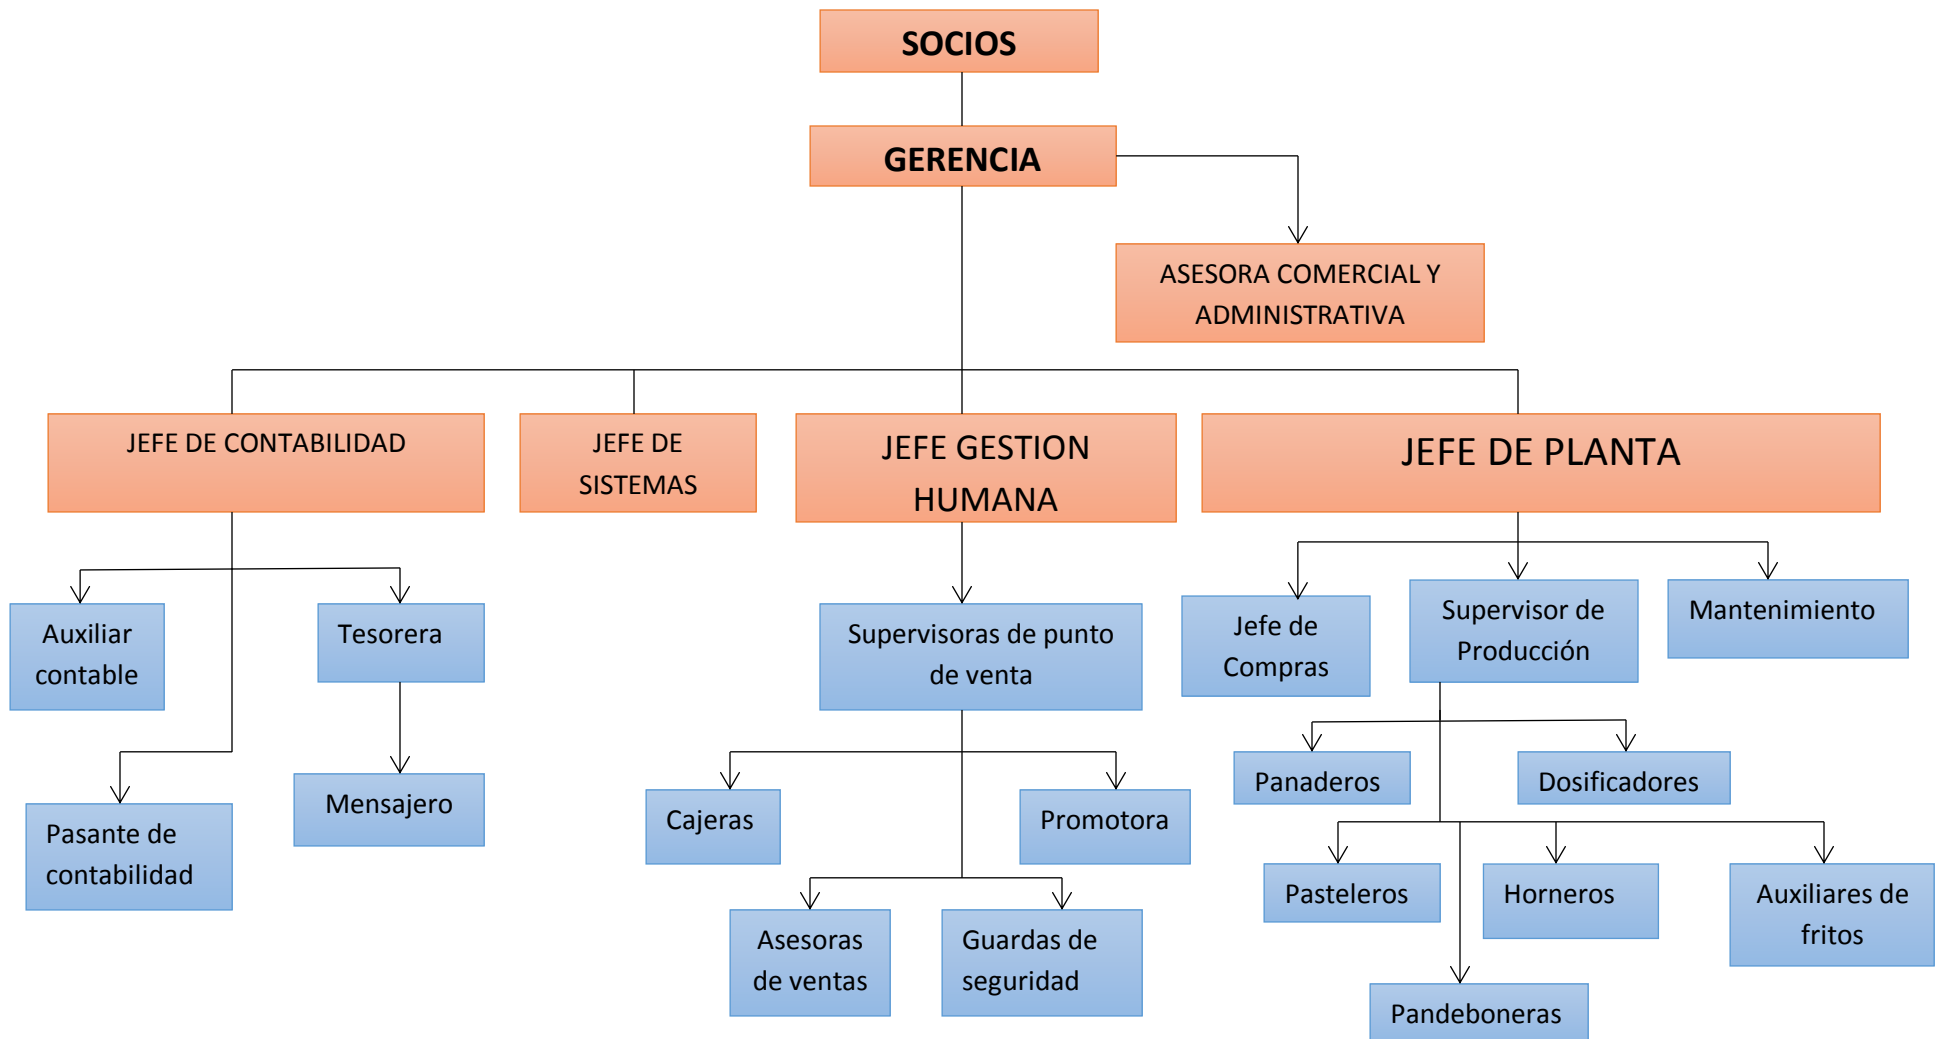 SOCIOS
GERENCIA
ASESORA COMERCIAL Y
ADMINISTRATIVA
JEFE DE CONTABILIDAD
JEFE DE
SISTEMAS
JEFE GESTION
HUMANA
JEFE DE PLANTA
Auxiliar
contable
Tesorera
Supervisoras de punto
de venta
Jefe de
Compras
Supervisor de
Producción
Mantenimiento
Pasante de
contabilidad
Mensajero
Cajeras
Promotora
Panaderos
Dosificadores
Asesoras
de ventas
Guardas de
seguridad
Pasteleros
Horneros
Auxiliares de
fritos
Pandeboneras